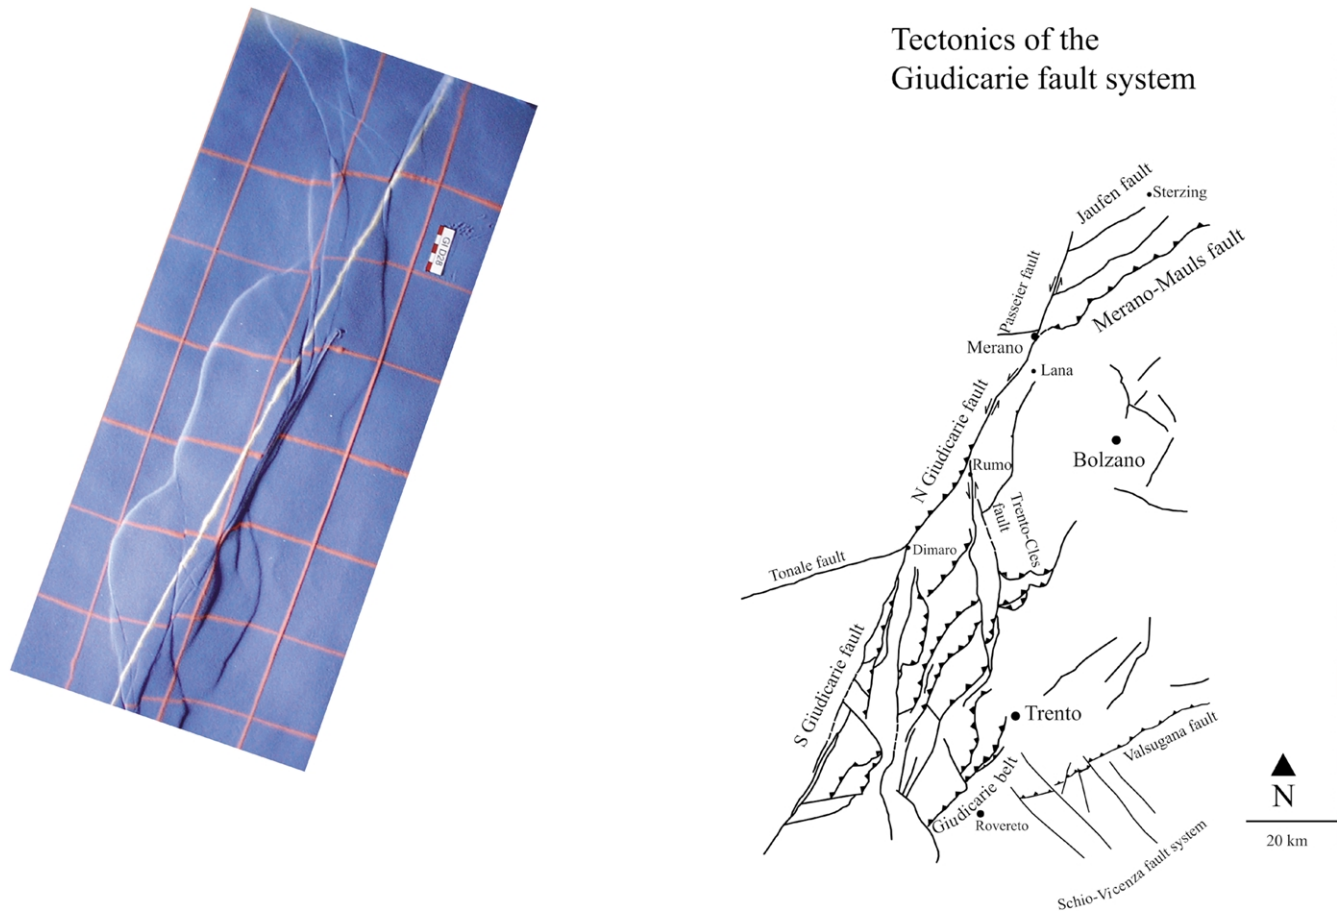 Tectonics of the
Giudicarie fault system
GI D28
Jaufen fault
Sterzing
Passeier fault
Merano-Mauls fault
Merano
Lana
N Giudicarie fault
Bolzano
Rumo
Trento-Cles
fault
Dimaro
Tonale fault
S Giudicarie fault
Trento
Valsugana fault
Giudicarie belt
Rovereto
N
20 km
Schio-Vicenza fault system